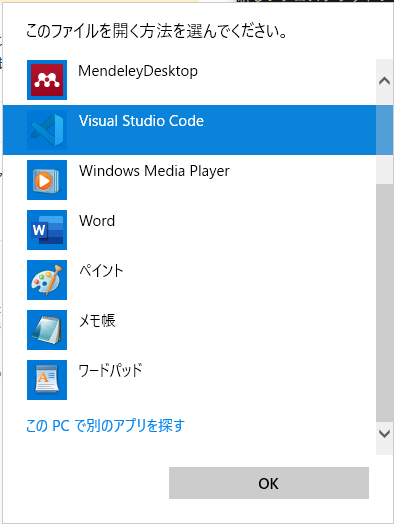 このファイルを開く方法を選んでください。
MendeleyDesktop
Visual Studio Code
Windows Media Player
Word
ペイント
メモ帳
ワードパッド
この PC で別のアプリを探す
OK